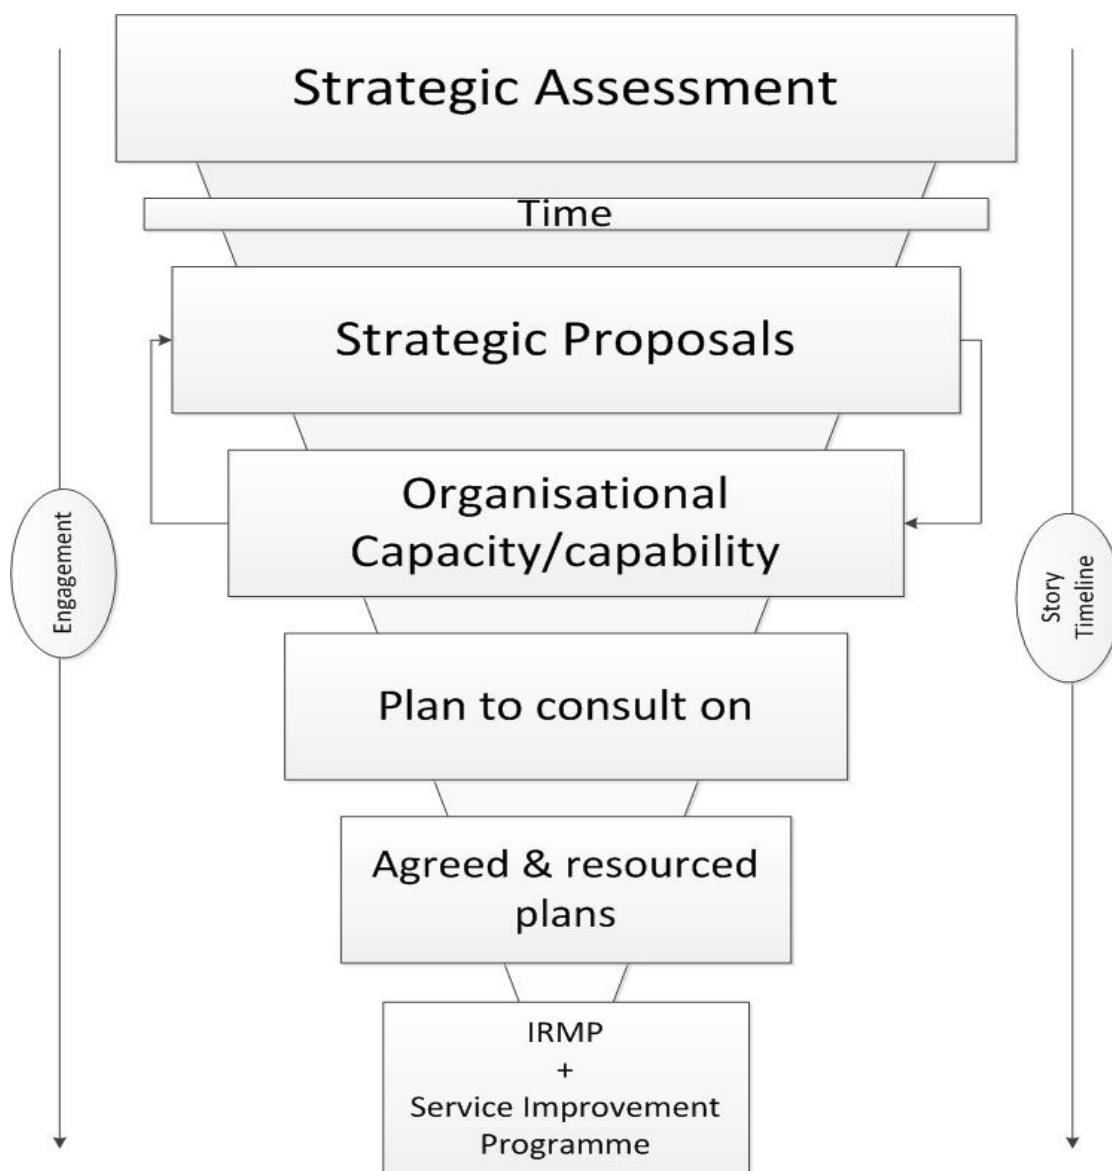 Strategic Assessment
Time
Strategic Proposals
Organisational
Capacity/capability
Engagement
Story
Timeline
Plan to consult on
Agreed & resourced
plans
IRMP
+
Service Improvement
Programme